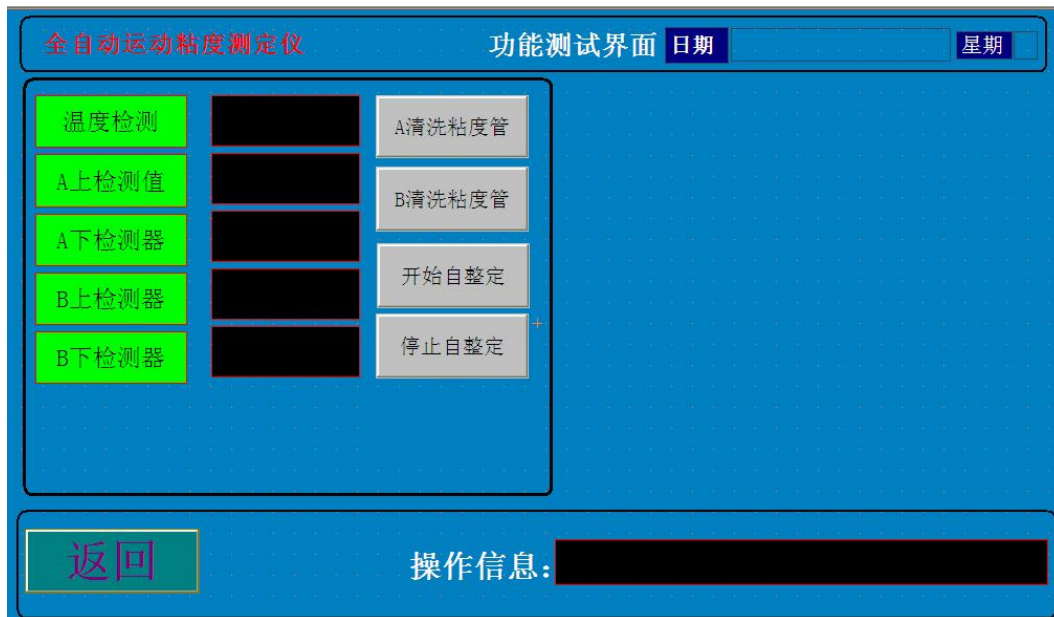 全自动运动粘度测定仪 功能测试界面 日期 星期
温度检测 A清洗粘度管
A上检测值 B清洗粘度管
A下检测器 开始自整定
B上检测器 停止自整定
B下检测器
返回 操作信息: